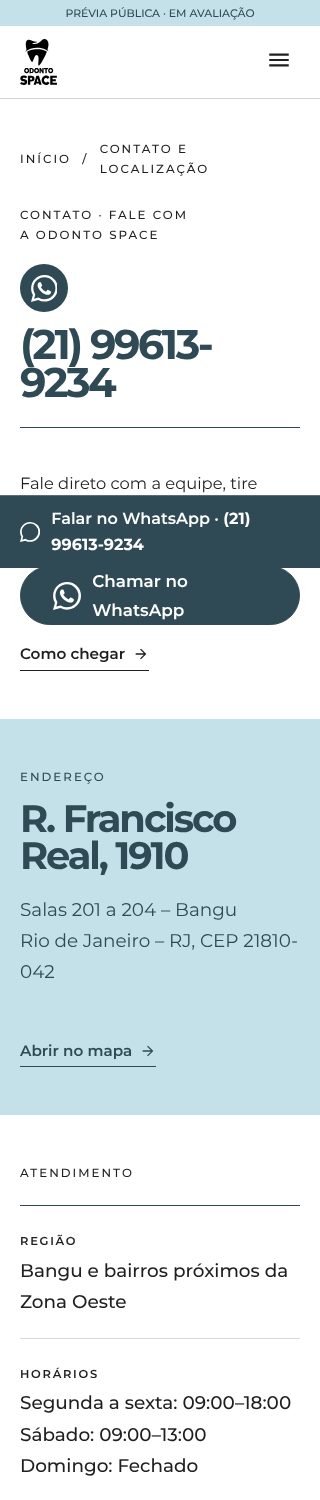 PRÉVIA PÚBLICA · EM AVALIAÇÃO
ODONTO
SPACE
INÍCIO / CONTATO E
LOCALIZAÇÃO
CONTATO · FALE COM
A ODONTO SPACE
(21) 99613-
9234
Fale direto com a equipe, tire
Falar no WhatsApp · (21)
99613-9234
Chamar no
WhatsApp
Como chegar →
ENDEREÇO
R. Francisco
Real, 1910
Salas 201 a 204 – Bangu
Rio de Janeiro – RJ, CEP 21810-
042
Abrir no mapa →
ATENDIMENTO
REGIÃO
Bangu e bairros próximos da
Zona Oeste
HORÁRIOS
Segunda a sexta: 09:00–18:00
Sábado: 09:00–13:00
Domingo: Fechado